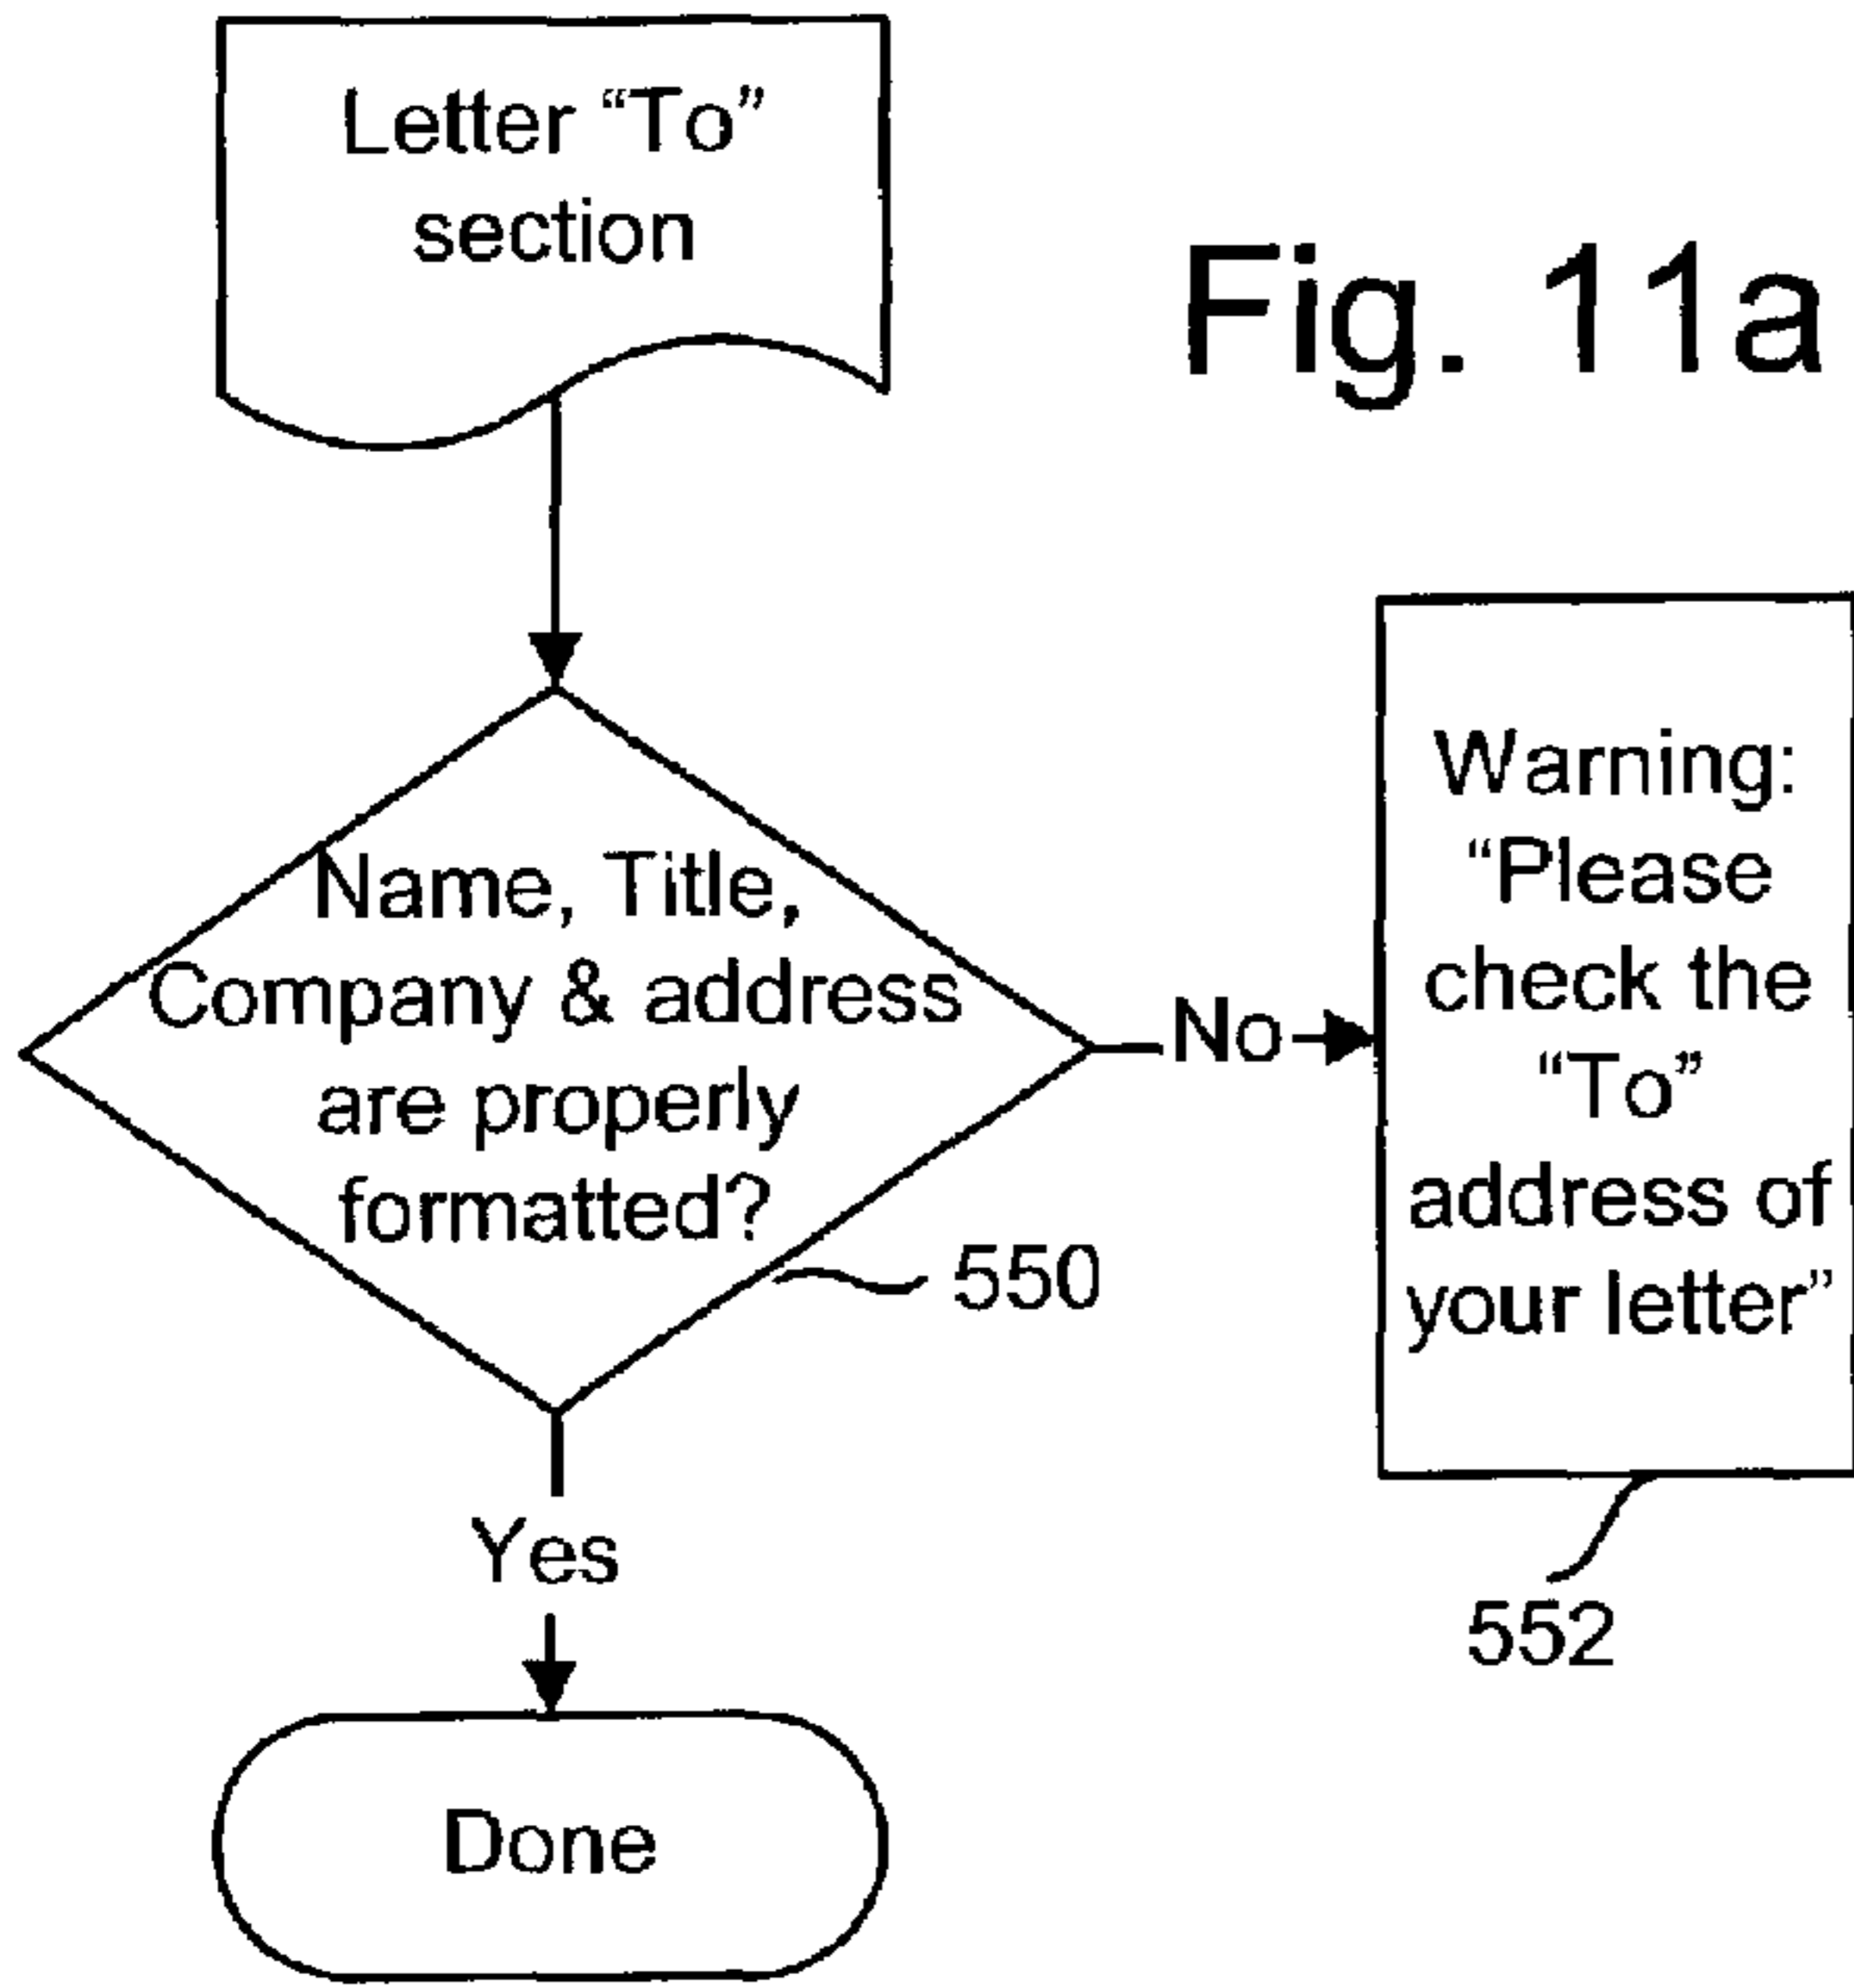 Letter “To”
section
Fig. 11a
Name, Title,
Company & address
are properly
formatted?
No
Warning:
“Please
check the
“To”
address of
your letter”
550
552
Yes
Done